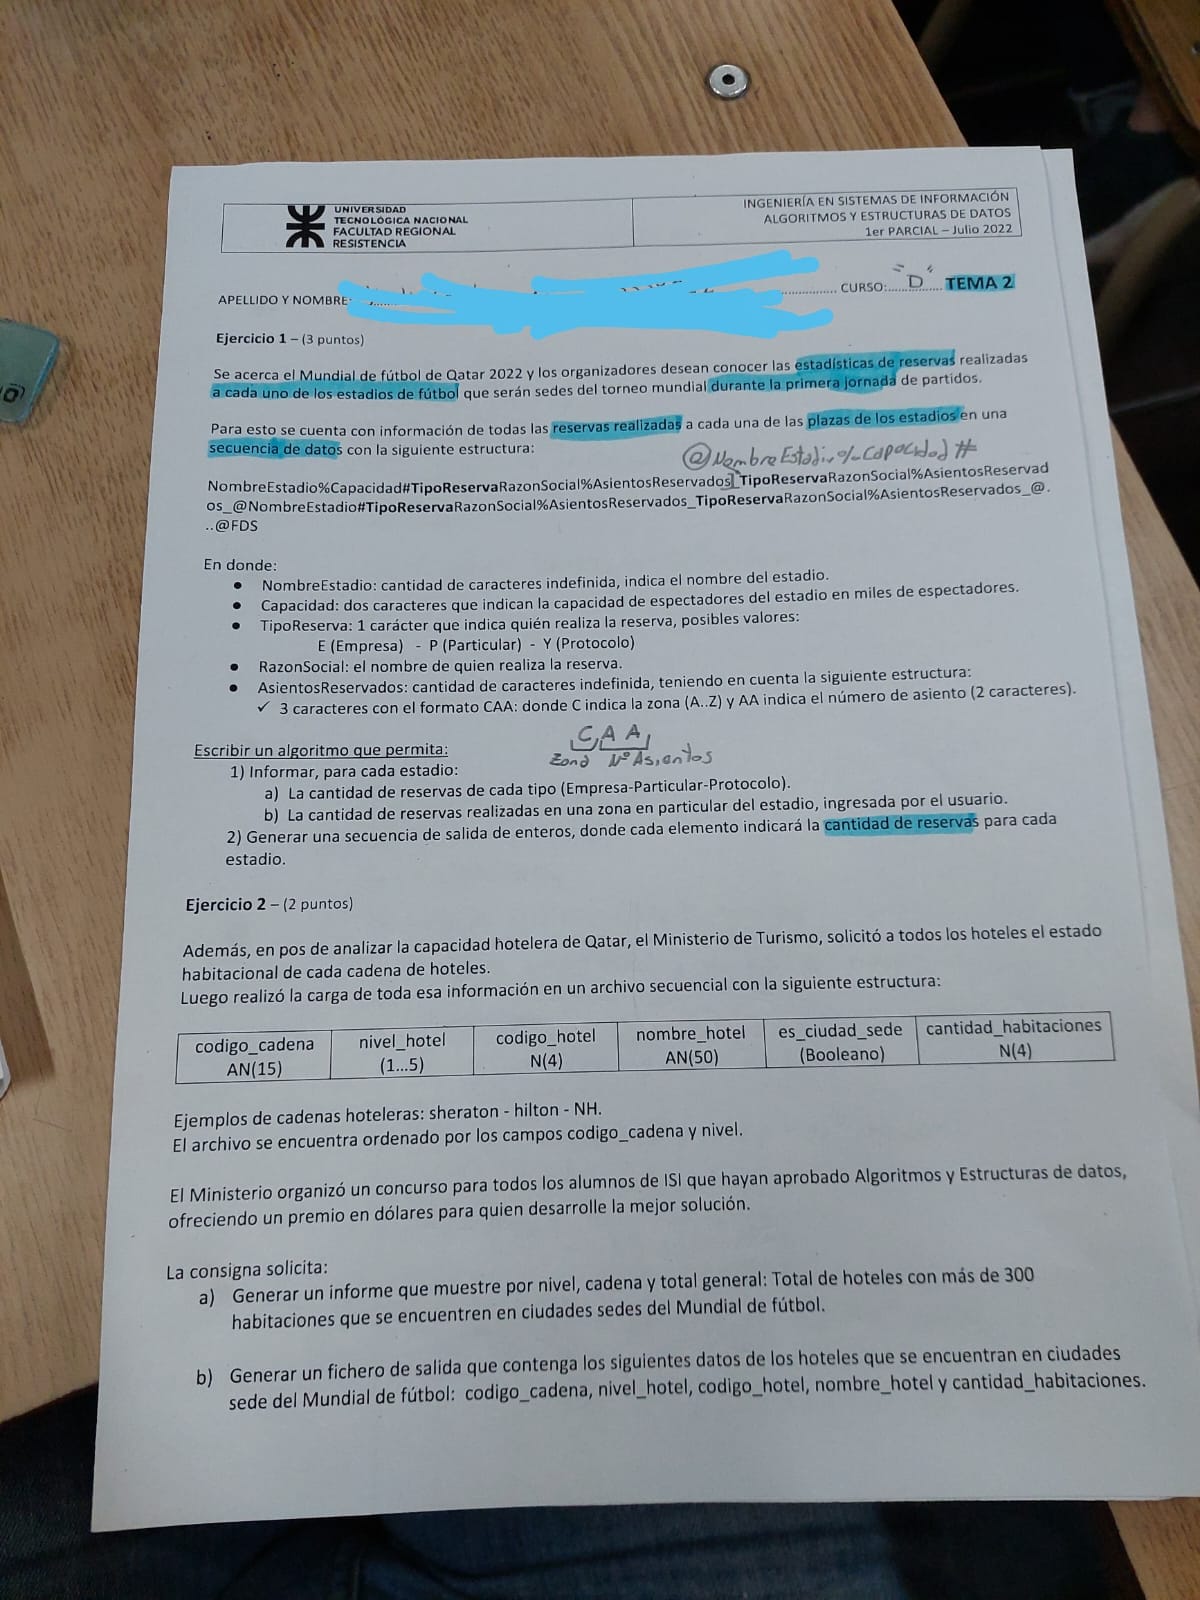 UNIVERSIDAD
TECNOLÓGICA NACIONAL
FACULTAD REGIONAL
RESISTENCIA
INGENIERÍA EN SISTEMAS DE INFORMACIÓN
ALGORITMOS Y ESTRUCTURAS DE DATOS
1er PARCIAL – Julio 2022
APELLIDO Y NOMBRE: CURSO: "D" TEMA 2
Ejercicio 1 – (3 puntos)
Se acerca el Mundial de fútbol de Qatar 2022 y los organizadores desean conocer las estadísticas de reservas realizadas
a cada uno de los estadios de fútbol que serán sedes del torneo mundial durante la primera jornada de partidos.
Para esto se cuenta con información de todas las reservas realizadas a cada una de las plazas de los estadios en una
secuencia de datos con la siguiente estructura:
@NombreEstadio%Capacidad#
NombreEstadio%Capacidad#TipoReservaRazonSocial%AsientosReservados_TipoReservaRazonSocial%AsientosReservad
os_@NombreEstadio#TipoReservaRazonSocial%AsientosReservados_TipoReservaRazonSocial%AsientosReservados_@.
..@FDS
En donde:
● NombreEstadio: cantidad de caracteres indefinida, indica el nombre del estadio.
● Capacidad: dos caracteres que indican la capacidad de espectadores del estadio en miles de espectadores.
● TipoReserva: 1 carácter que indica quién realiza la reserva, posibles valores:
E (Empresa) - P (Particular) - Y (Protocolo)
● RazonSocial: el nombre de quien realiza la reserva.
● AsientosReservados: cantidad de caracteres indefinida, teniendo en cuenta la siguiente estructura:
✓ 3 caracteres con el formato CAA: donde C indica la zona (A..Z) y AA indica el número de asiento (2 caracteres).
C A A
Zona N° Asientos
Escribir un algoritmo que permita:
1) Informar, para cada estadio:
a) La cantidad de reservas de cada tipo (Empresa-Particular-Protocolo).
b) La cantidad de reservas realizadas en una zona en particular del estadio, ingresada por el usuario.
2) Generar una secuencia de salida de enteros, donde cada elemento indicará la cantidad de reservas para cada
estadio.
Ejercicio 2 – (2 puntos)
Además, en pos de analizar la capacidad hotelera de Qatar, el Ministerio de Turismo, solicitó a todos los hoteles el estado
habitacional de cada cadena de hoteles.
Luego realizó la carga de toda esa información en un archivo secuencial con la siguiente estructura:
codigo_cadena nivel_hotel codigo_hotel nombre_hotel es_ciudad_sede cantidad_habitaciones
AN(15) (1...5) N(4) AN(50) (Booleano) N(4)
Ejemplos de cadenas hoteleras: sheraton - hilton - NH.
El archivo se encuentra ordenado por los campos codigo_cadena y nivel.
El Ministerio organizó un concurso para todos los alumnos de ISI que hayan aprobado Algoritmos y Estructuras de datos,
ofreciendo un premio en dólares para quien desarrolle la mejor solución.
La consigna solicita:
a) Generar un informe que muestre por nivel, cadena y total general: Total de hoteles con más de 300
habitaciones que se encuentren en ciudades sedes del Mundial de fútbol.
b) Generar un fichero de salida que contenga los siguientes datos de los hoteles que se encuentran en ciudades
sede del Mundial de fútbol: codigo_cadena, nivel_hotel, codigo_hotel, nombre_hotel y cantidad_habitaciones.